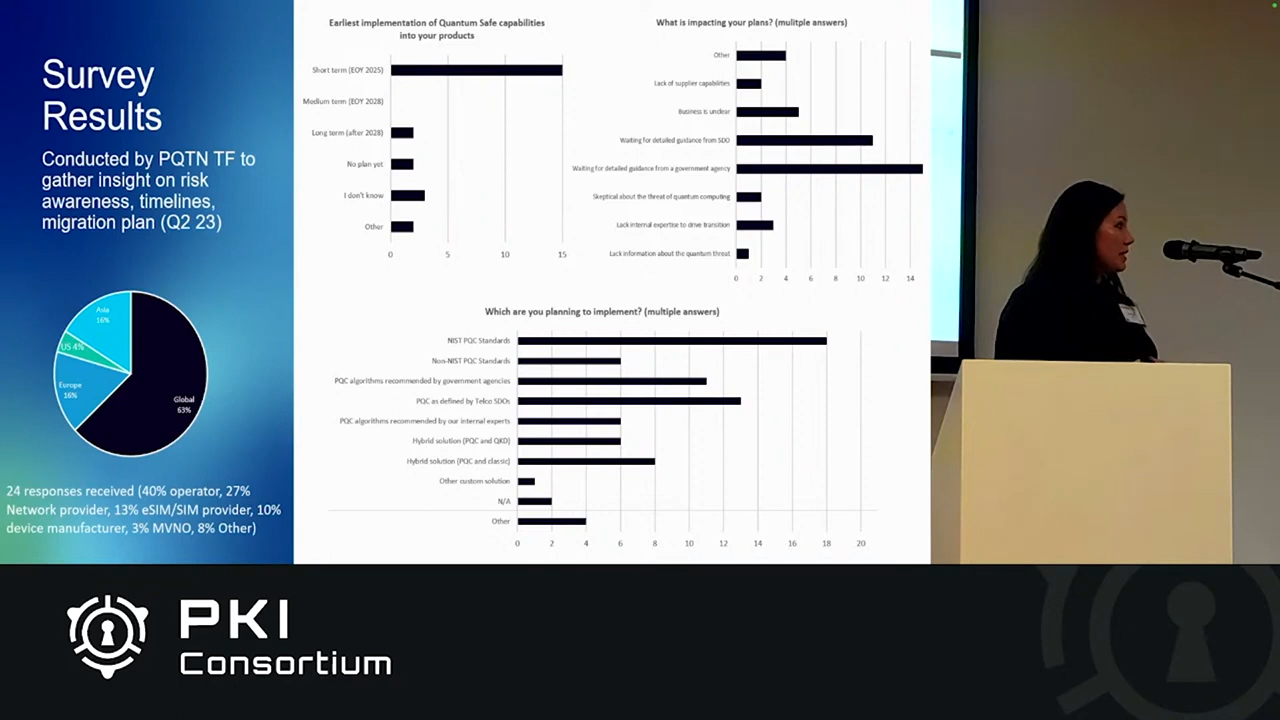 Survey
Results
Conducted by PQTN TF to
gather insight on risk
awareness, timelines,
migration plan (Q2 23)
Asia
16%
US 4%
Europe
16%
Global
63%
24 responses received (40% operator, 27%
Network provider, 13% eSIM/SIM provider, 10%
device manufacturer, 3% MVNO, 8% Other)
Earliest implementation of Quantum Safe capabilities
into your products
Short term (EOY 2025)
Medium term (EOY 2028)
Long term (after 2028)
No plan yet
I don't know
Other
0 5 10 15
What is impacting your plans? (mulitple answers)
Other
Lack of supplier capabilities
Business is unclear
Waiting for detailed guidance from SDO
Waiting for detailed guidance from a government agency
Skeptical about the threat of quantum computing
Lack internal expertise to drive transition
Lack information about the quantum threat
0 2 4 6 8 10 12 14
Which are you planning to implement? (multiple answers)
NIST PQC Standards
Non-NIST PQC Standards
PQC algorithms recommended by government agencies
PQC as defined by Telco SDOs
PQC algorithms recommended by our internal experts
Hybrid solution (PQC and QKD)
Hybrid solution (PQC and classic)
Other custom solution
N/A
Other
0 2 4 6 8 10 12 14 16 18 20
PKI
Consortium